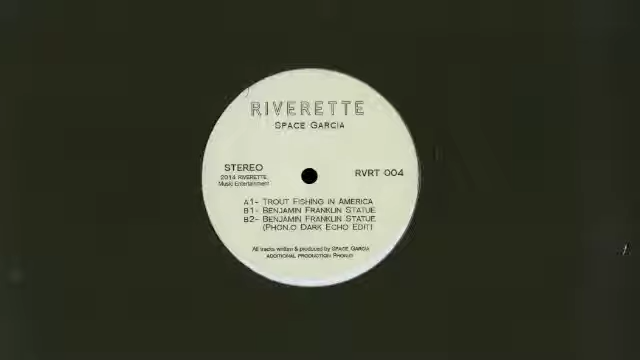 RIVERETTE
SPACE GARCIA
STEREO
2014 RIVERETTE
Music Entertainment
RVRT 004
A1- TROUT FISHING IN AMERICA
B1- BENJAMIN FRANKLIN STATUE
B2- BENJAMIN FRANKLIN STATUE
(PHON.O DARK ECHO EDIT)
All tracks written & produced by SPACE GARCIA
ADDITIONAL PRODUCTION PHON.O